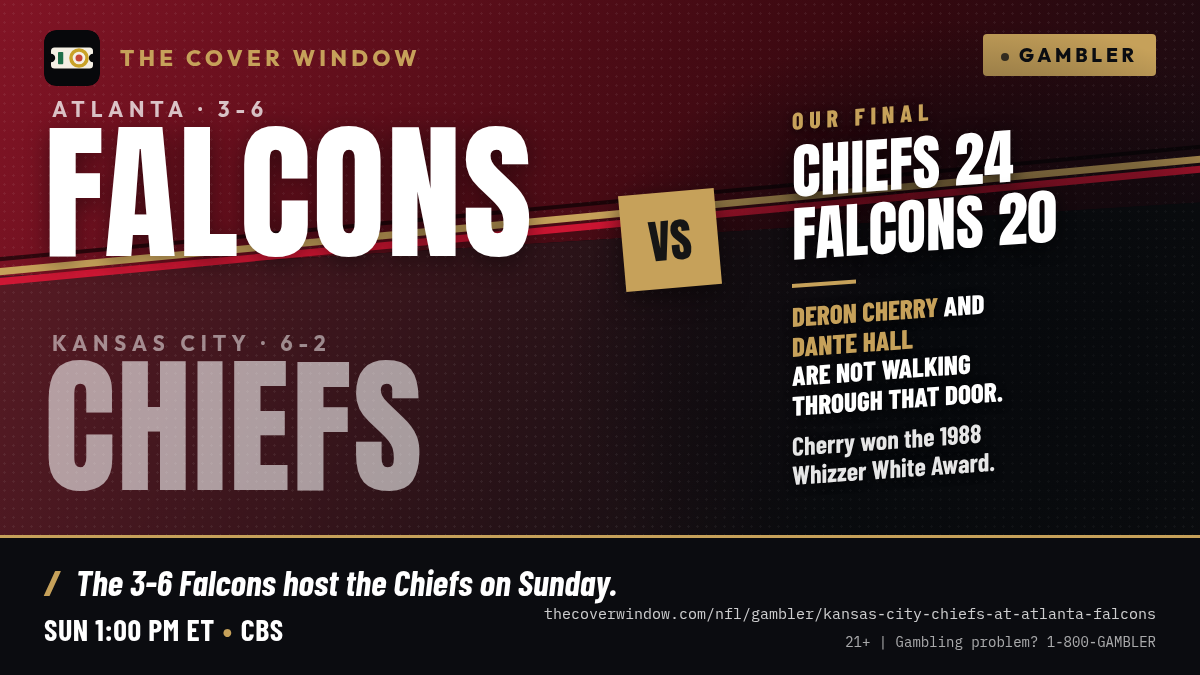 THE COVER WINDOW
GAMBLER
ATLANTA · 3-6
FALCONS
VS
KANSAS CITY · 6-2
CHIEFS
OUR FINAL
CHIEFS 24
FALCONS 20
DERON CHERRY AND
DANTE HALL
ARE NOT WALKING
THROUGH THAT DOOR.
Cherry won the 1988
Whizzer White Award.
/ The 3-6 Falcons host the Chiefs on Sunday.
SUN 1:00 PM ET • CBS
thecoverwindow.com/nfl/gambler/kansas-city-chiefs-at-atlanta-falcons
21+ | Gambling problem? 1-800-GAMBLER